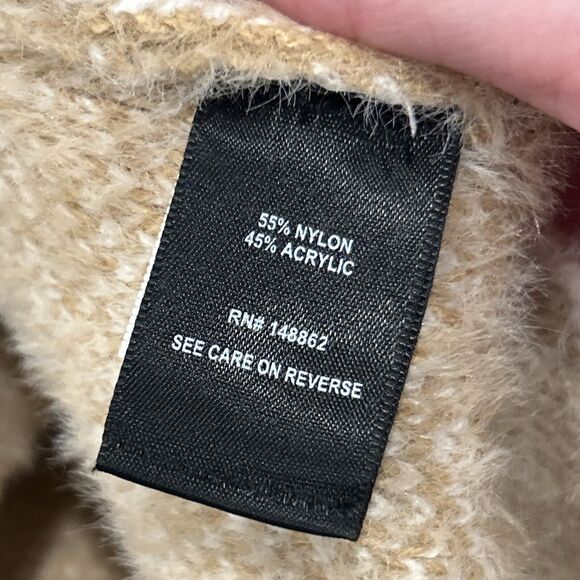 55% NYLON
45% ACRYLIC
RN# 148862
SEE CARE ON REVERSE